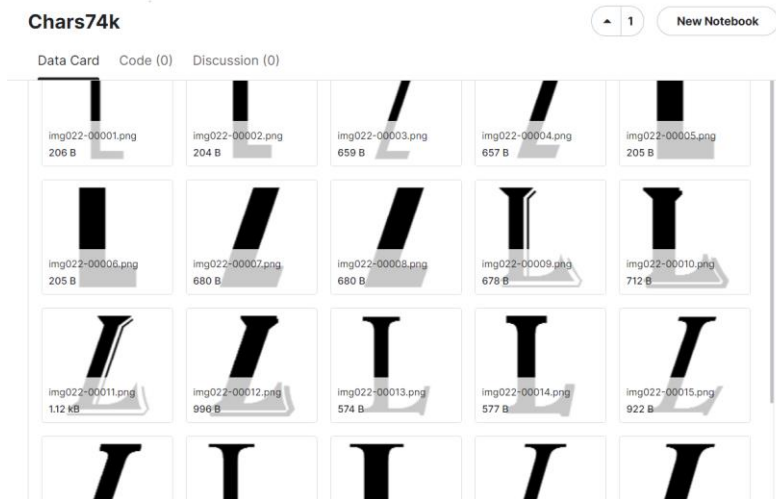 Chars74k
1
New Notebook
Data Card Code (0) Discussion (0)
L L L L L
img022-00001.png img022-00002.png img022-00003.png img022-00004.png img022-00005.png
206 B 204 B 659 B 657 B 205 B
L L L L L
img022-00006.png img022-00007.png img022-00008.png img022-00009.png img022-00010.png
205 B 680 B 680 B 678 B 712 B
L L L L L
img022-00011.png img022-00012.png img022-00013.png img022-00014.png img022-00015.png
1.12 kB 996 B 574 B 577 B 922 B